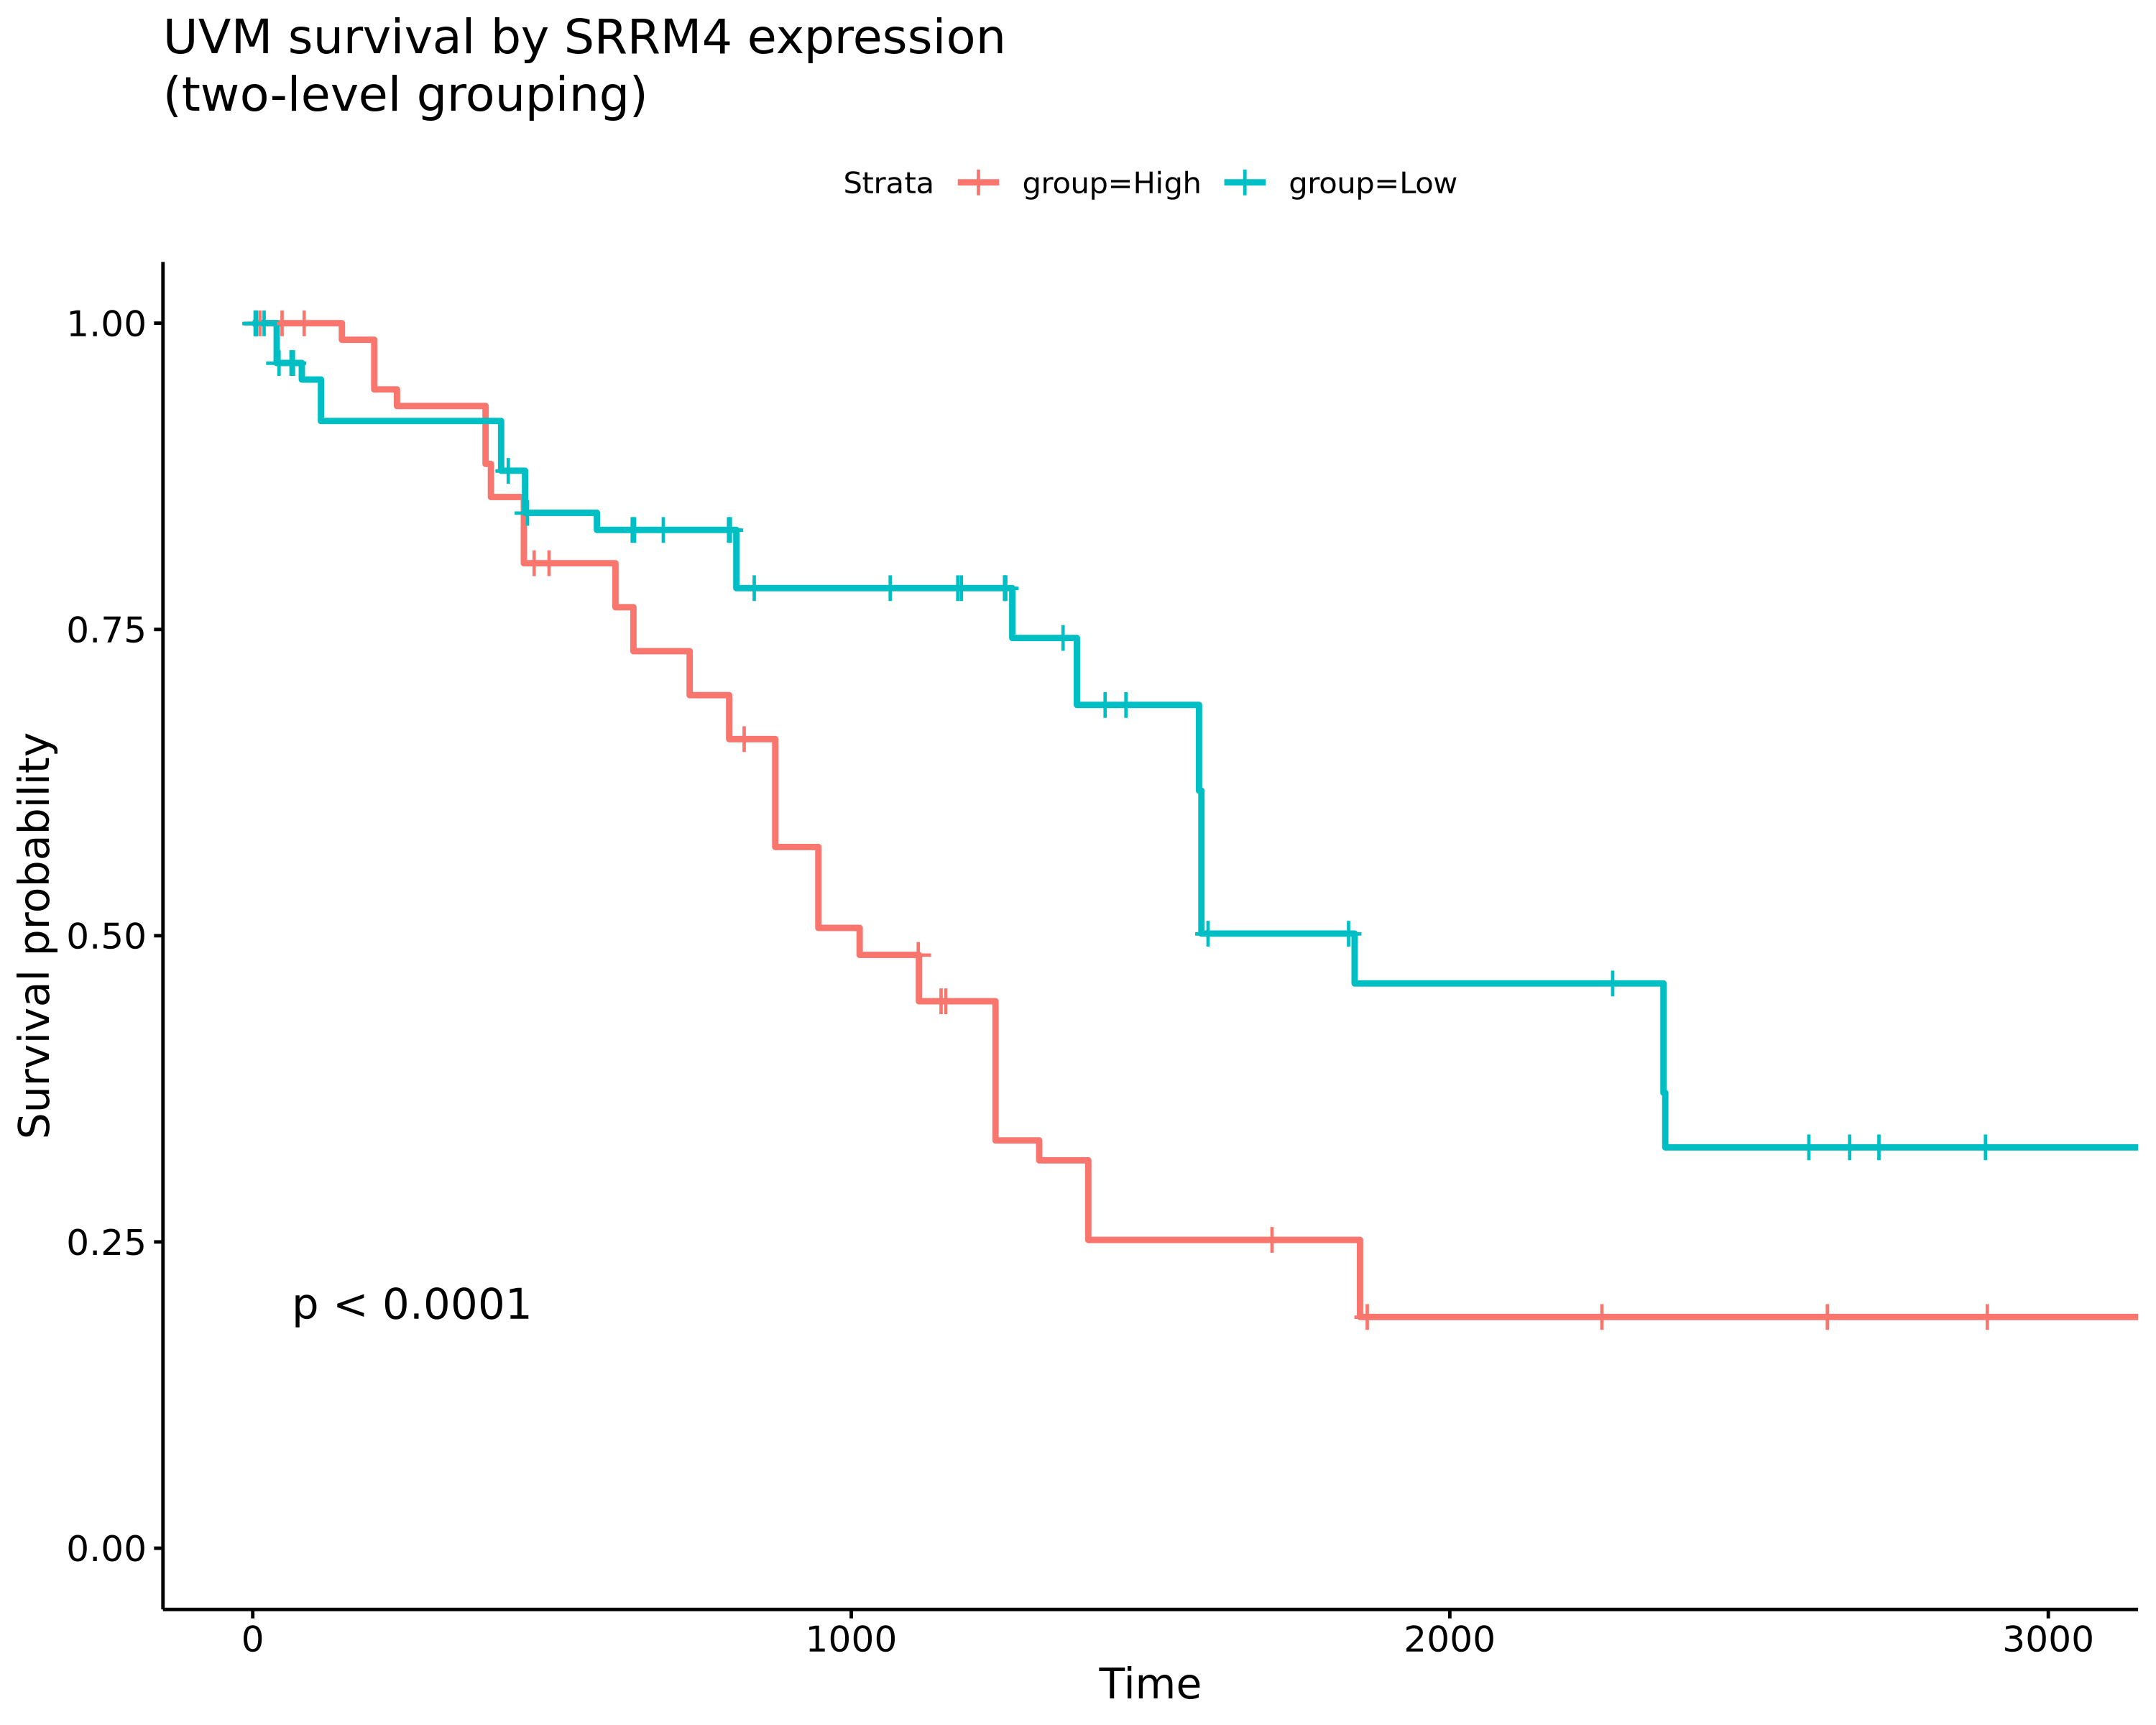 UVM survival by SRRM4 expression
(two-level grouping)
Strata group=High group=Low
1.00
0.75
0.50
0.25
0.00
Survival probability
p < 0.0001
0 1000 2000 3000
Time